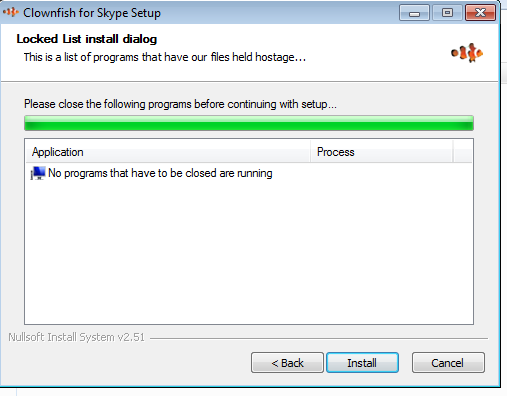 Clownfish for Skype Setup
Locked List install dialog
This is a list of programs that have our files held hostage...
Please close the following programs before continuing with setup...
Application Process
No programs that have to be closed are running
Nullsoft Install System v2.51
< Back Install Cancel